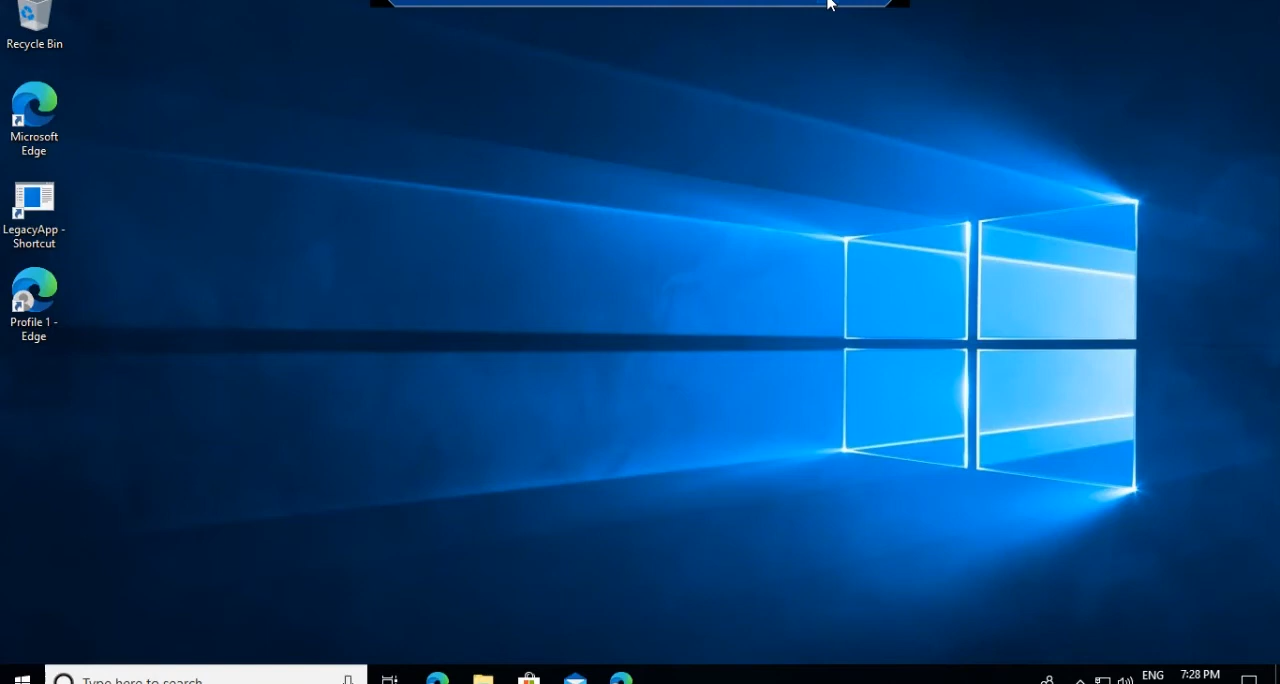 Recycle Bin
Microsoft
Edge
LegacyApp -
Shortcut
Profile 1 -
Edge
Type here to search
ENG
7:28 PM